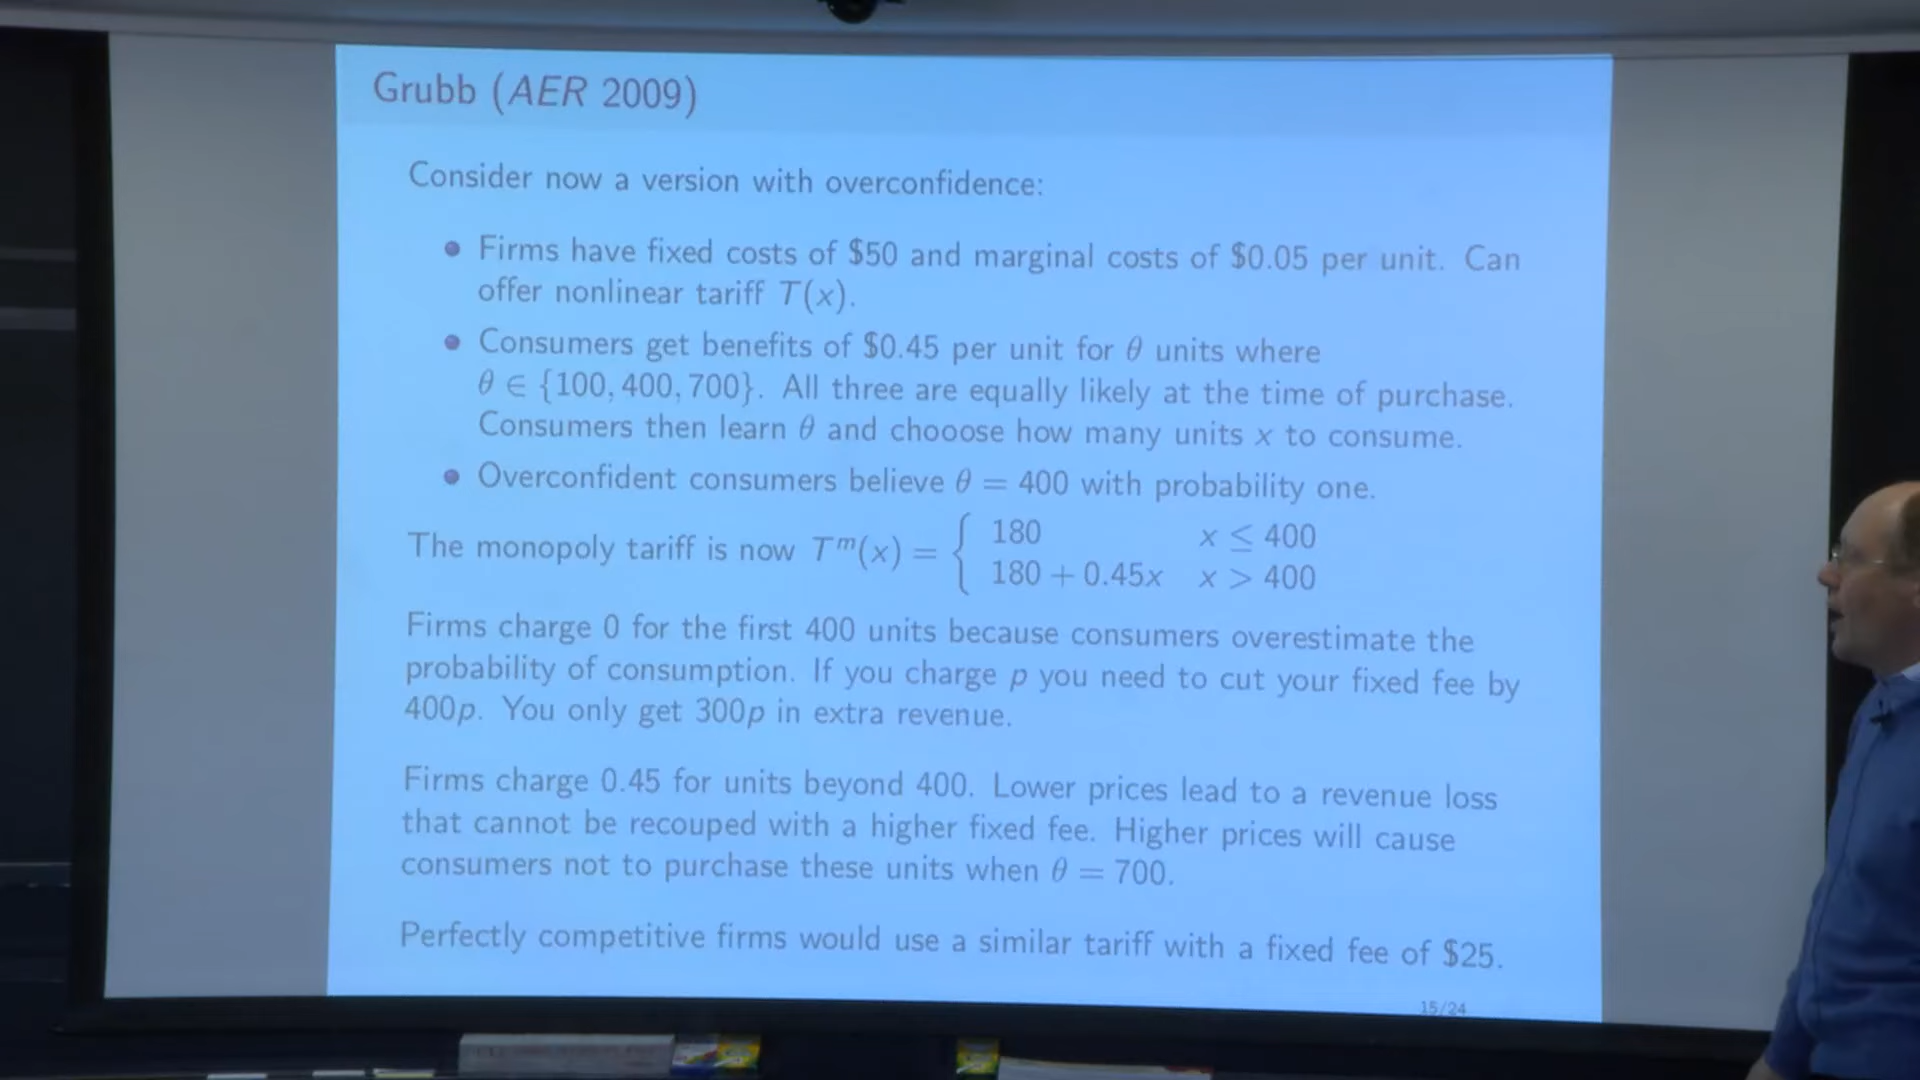 Grubb (AER 2009)
Consider now a version with overconfidence:
Firms have fixed costs of $50 and marginal costs of $0.05 per unit. Can
offer nonlinear tariff T(x).
Consumers get benefits of $0.45 per unit for θ units where
θ ∈ {100, 400, 700}. All three are equally likely at the time of purchase.
Consumers then learn θ and chooose how many units x to consume.
Overconfident consumers believe θ = 400 with probability one.
The monopoly tariff is now Tᵐ(x) = { 180 x ≤ 400
180 + 0.45x x > 400
Firms charge 0 for the first 400 units because consumers overestimate the
probability of consumption. If you charge p you need to cut your fixed fee by
400p. You only get 300p in extra revenue.
Firms charge 0.45 for units beyond 400. Lower prices lead to a revenue loss
that cannot be recouped with a higher fixed fee. Higher prices will cause
consumers not to purchase these units when θ = 700.
Perfectly competitive firms would use a similar tariff with a fixed fee of $25.
15/24